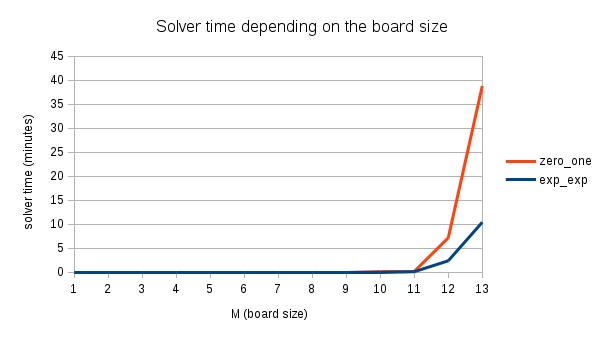 Solver time depending on the board size
45
40
35
30
25
20
15
10
5
0
solver time (minutes)
1 2 3 4 5 6 7 8 9 10 11 12 13
M (board size)
zero_one
exp_exp